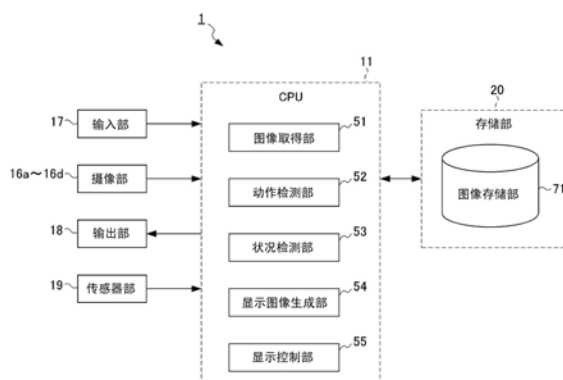 1
11
CPU
17
输入部
16a～16d
摄像部
18
输出部
19
传感器部
51
图像取得部
52
动作检测部
53
状况检测部
54
显示图像生成部
55
显示控制部
20
存储部
图像存储部
71